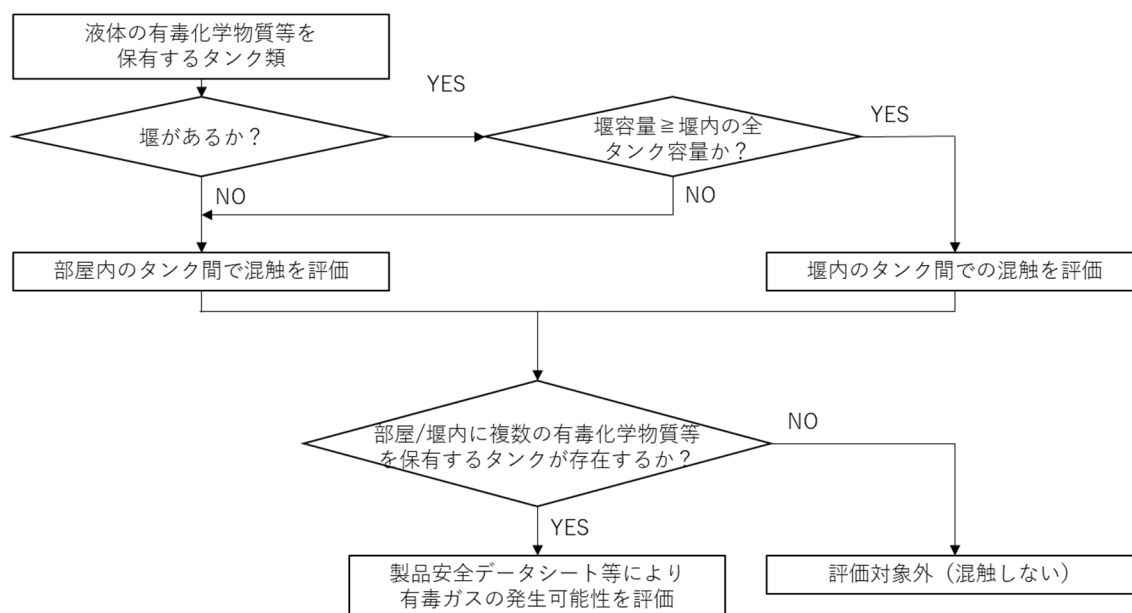 液体の有毒化学物質等を
保有するタンク類
YES
堰があるか？
堰容量≧堰内の全
タンク容量か？
YES
NO
NO
部屋内のタンク間で混触を評価
堰内のタンク間での混触を評価
部屋/堰内に複数の有毒化学物質等
を保有するタンクが存在するか？
NO
YES
製品安全データシート等により
有毒ガスの発生可能性を評価
評価対象外（混触しない）